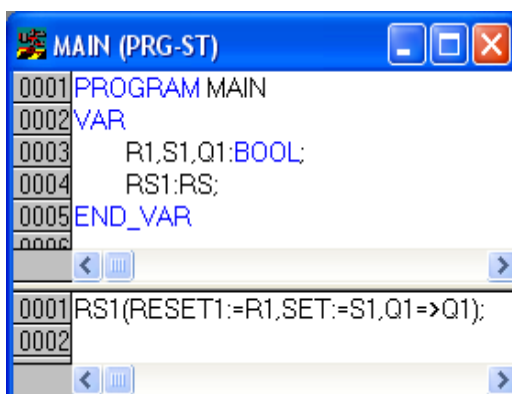 MAIN (PRG-ST)
0001 PROGRAM MAIN
0002 VAR
0003 R1,S1,Q1:BOOL;
0004 RS1:RS;
0005 END_VAR
0006
0001 RS1(RESET1:=R1,SET:=S1,Q1=>Q1);
0002